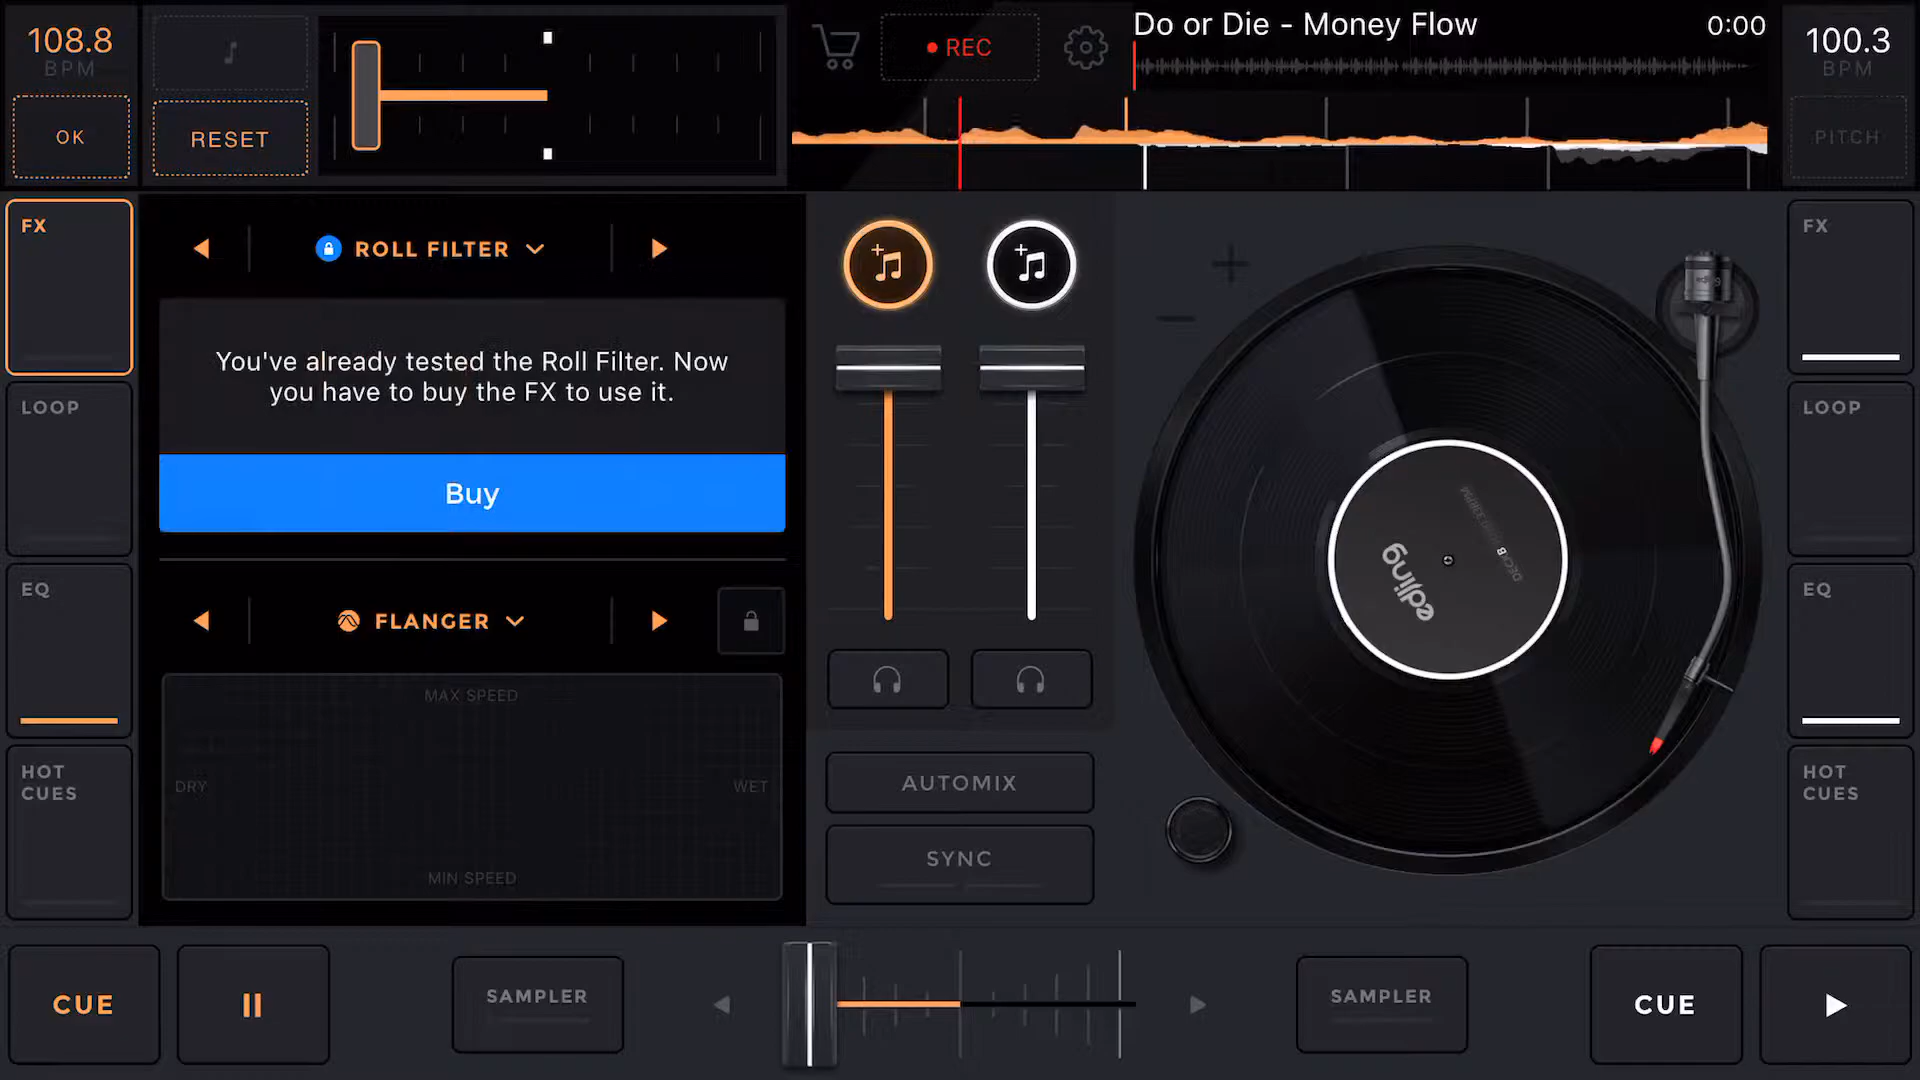 108.8
BPM
OK
RESET
REC
Do or Die - Money Flow
0:00
100.3
BPM
PITCH
FX
LOOP
EQ
HOT
CUES
ROLL FILTER
You've already tested the Roll Filter. Now
you have to buy the FX to use it.
Buy
FLANGER
MAX SPEED
DRY
WET
MIN SPEED
AUTOMIX
SYNC
edjing
DECK B
FX
LOOP
EQ
HOT
CUES
CUE
SAMPLER
SAMPLER
CUE